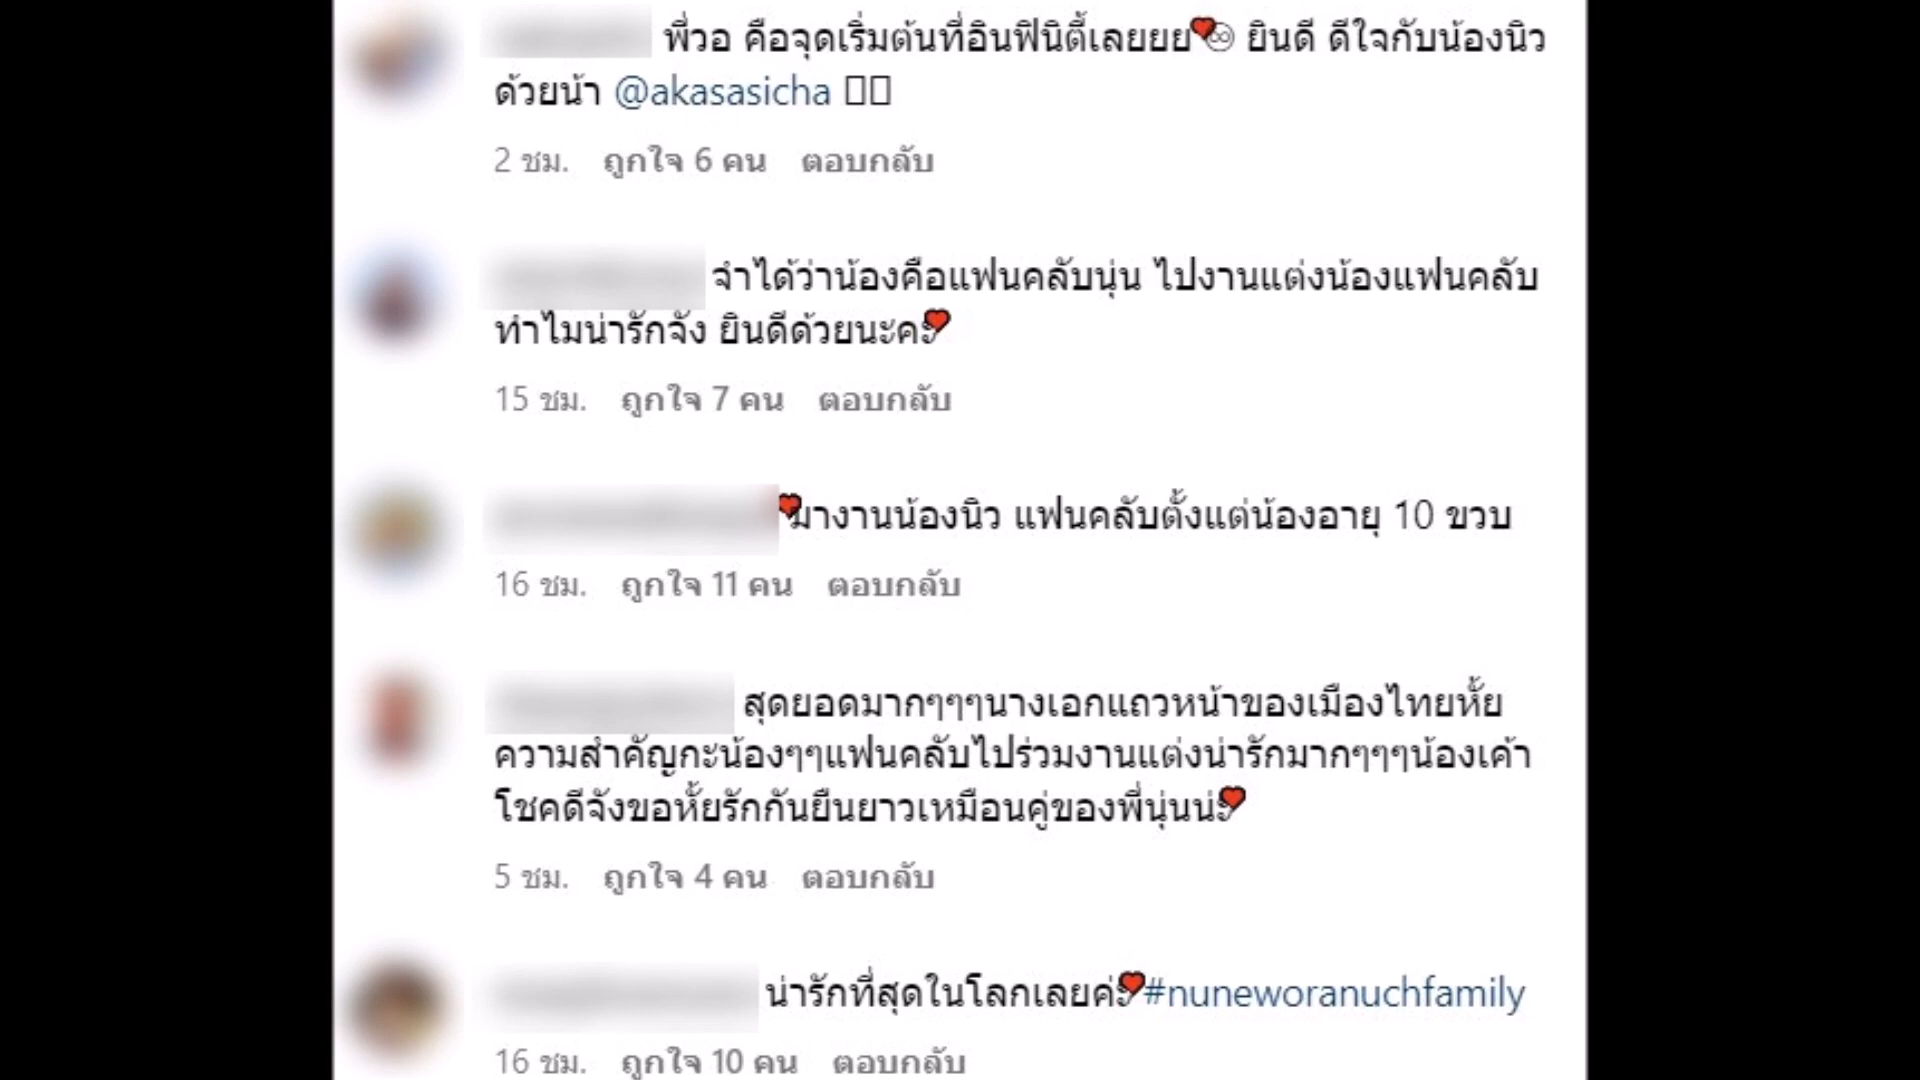 พี่วอ คือจุดเริ่มต้นที่อินฟินิตี้เลยยย❤️♾ ยินดี ดีใจกับน้องนิว
ด้วยน้า @akasasicha
2 ชม. ถูกใจ 6 คน ตอบกลับ
จำได้ว่าน้องคือแฟนคลับนุ่น ไปงานแต่งน้องแฟนคลับ
ทำไมน่ารักจัง ยินดีด้วยนะคะ❤️
15 ชม. ถูกใจ 7 คน ตอบกลับ
❤️มางานน้องนิว แฟนคลับตั้งแต่น้องอายุ 10 ขวบ
16 ชม. ถูกใจ 11 คน ตอบกลับ
สุดยอดมากๆๆๆนางเอกแถวหน้าของเมืองไทยหั้ย
ความสำคัญกะน้องๆๆแฟนคลับไปร่วมงานแต่งน่ารักมากๆๆๆน้องเค้า
โชคดีจังขอหั้ยรักกันยืนยาวเหมือนคู่ของพี่นุ่นน่ะ❤️
5 ชม. ถูกใจ 4 คน ตอบกลับ
น่ารักที่สุดในโลกเลยค่ะ❤️#nuneworanuchfamily
16 ชม. ถูกใจ 10 คน ตอบกลับ